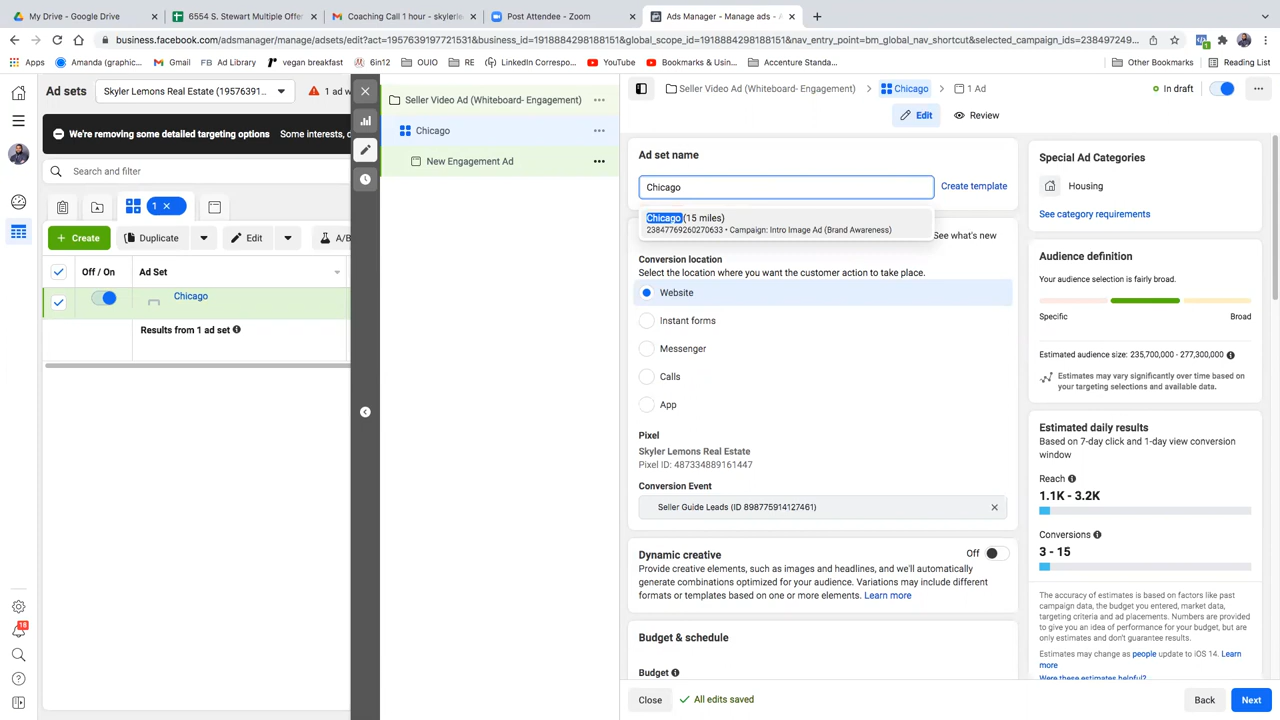 My Drive - Google Drive
6554 S. Stewart Multiple Offer
Coaching Call 1 hour - skylerle
Post Attendee - Zoom
Ads Manager - Manage ads - A
business.facebook.com/adsmanager/manage/adsets/edit?act=1957639197721531&business_id=1918884298188151&global_scope_id=1918884298188151&nav_entry_point=bm_global_nav_shortcut&selected_campaign_ids=238497249...
Apps
Amanda (graphic...
Gmail
FB Ad Library
vegan breakfast
6in12
OUIO
RE
LinkedIn Correspo...
YouTube
Bookmarks & Usin...
Accenture Standa...
Other Bookmarks
Reading List
Ad sets
Skyler Lemons Real Estate (19576391...
1 ad w
We're removing some detailed targeting options Some interests,
Search and filter
1
Create
Duplicate
Edit
A/B
Off / On
Ad Set
Chicago
Results from 1 ad set
18
Seller Video Ad (Whiteboard- Engagement)
Chicago
New Engagement Ad
Seller Video Ad (Whiteboard- Engagement)
Chicago
1 Ad
In draft
Edit
Review
Ad set name
Chicago
Create template
Chicago (15 miles)
23847769260270633 • Campaign: Intro Image Ad (Brand Awareness)
See what's new
Conversion location
Select the location where you want the customer action to take place.
Website
Instant forms
Messenger
Calls
App
Pixel
Skyler Lemons Real Estate
Pixel ID: 487334889161447
Conversion Event
Seller Guide Leads (ID 898775914127461)
Dynamic creative
Off
Provide creative elements, such as images and headlines, and we'll automatically
generate combinations optimized for your audience. Variations may include different
formats or templates based on one or more elements. Learn more
Budget & schedule
Budget
Close
All edits saved
Back
Next
Special Ad Categories
Housing
See category requirements
Audience definition
Your audience selection is fairly broad.
Specific
Broad
Estimated audience size: 235,700,000 - 277,300,000
Estimates may vary significantly over time based on
your targeting selections and available data.
Estimated daily results
Based on 7-day click and 1-day view conversion
window
Reach
1.1K - 3.2K
Conversions
3 - 15
The accuracy of estimates is based on factors like past
campaign data, the budget you entered, market data,
targeting criteria and ad placements. Numbers are provided
to give you an idea of performance for your budget, but are
only estimates and don't guarantee results.
Estimates may change as people update to iOS 14. Learn
more
Were these estimates helpful?